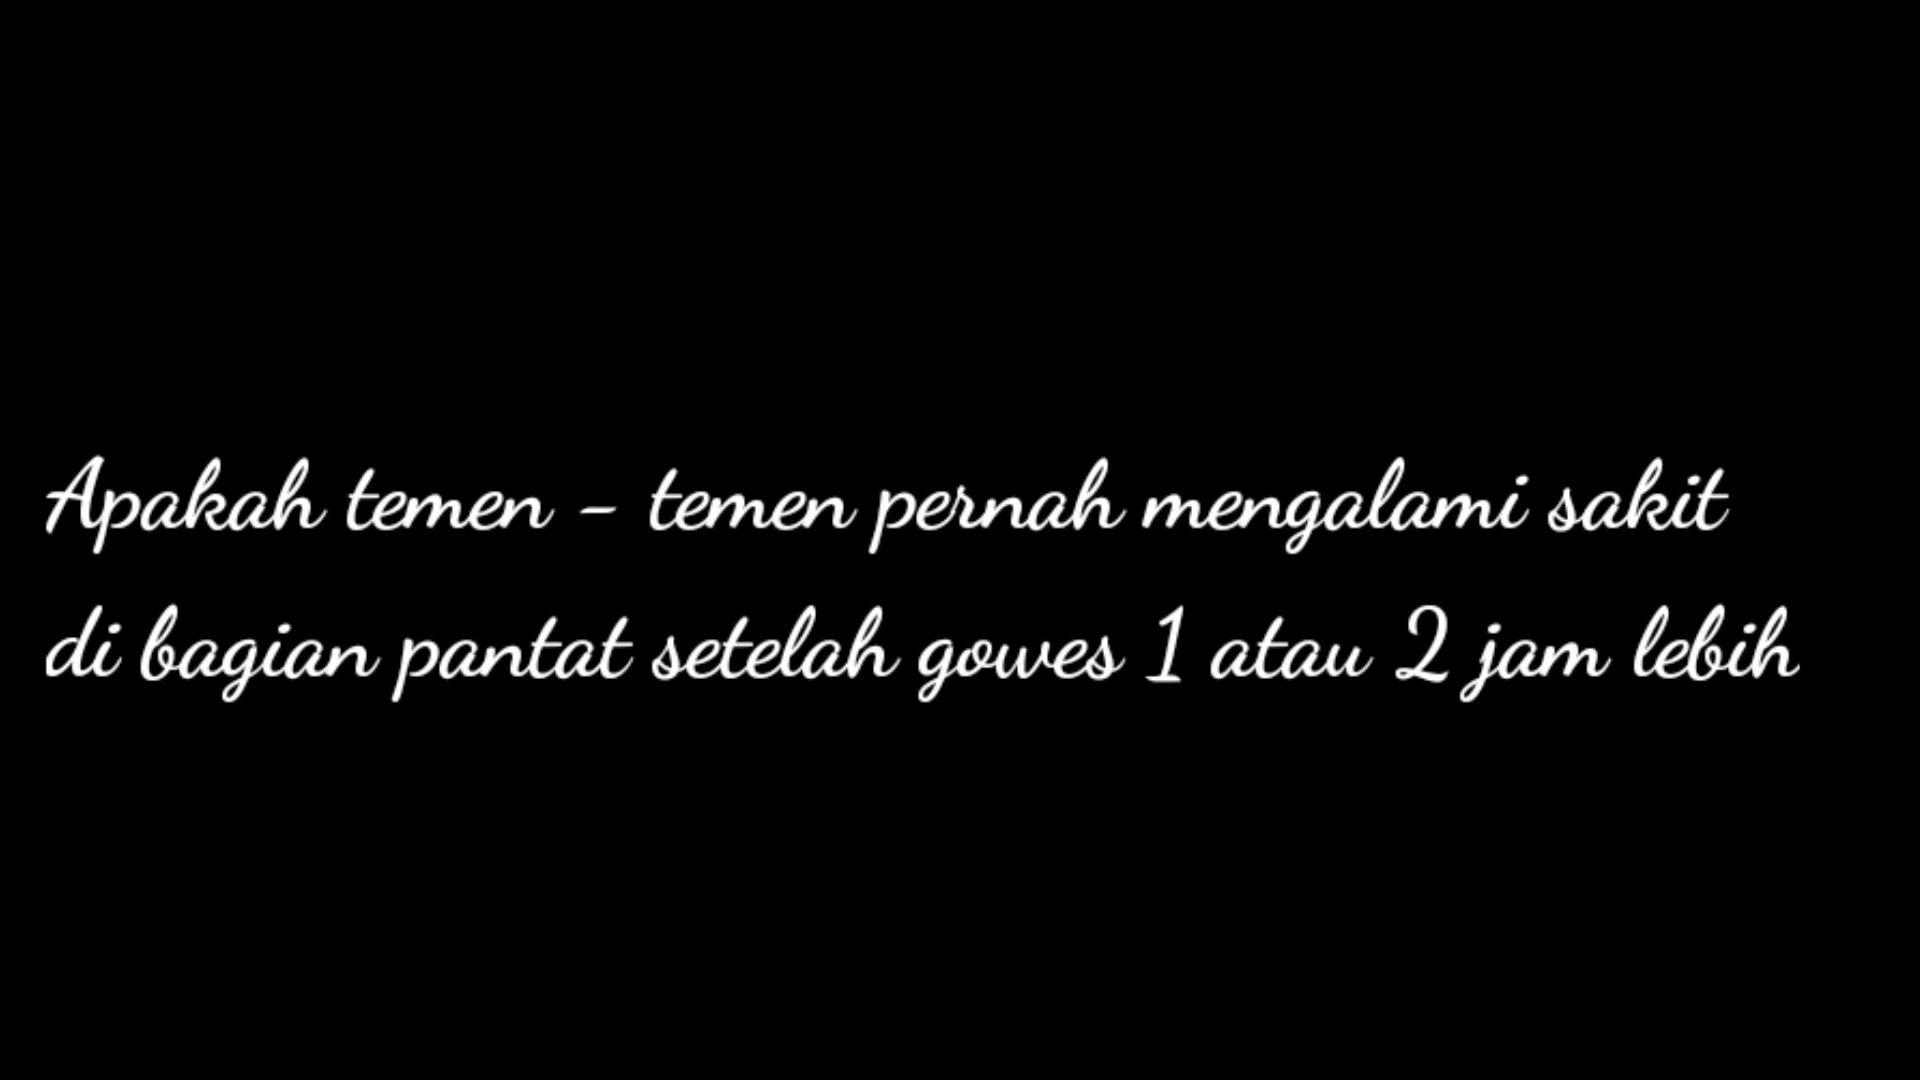 Apakah temen - temen pernah mengalami sakit
di bagian pantat setelah gowes 1 atau 2 jam lebih